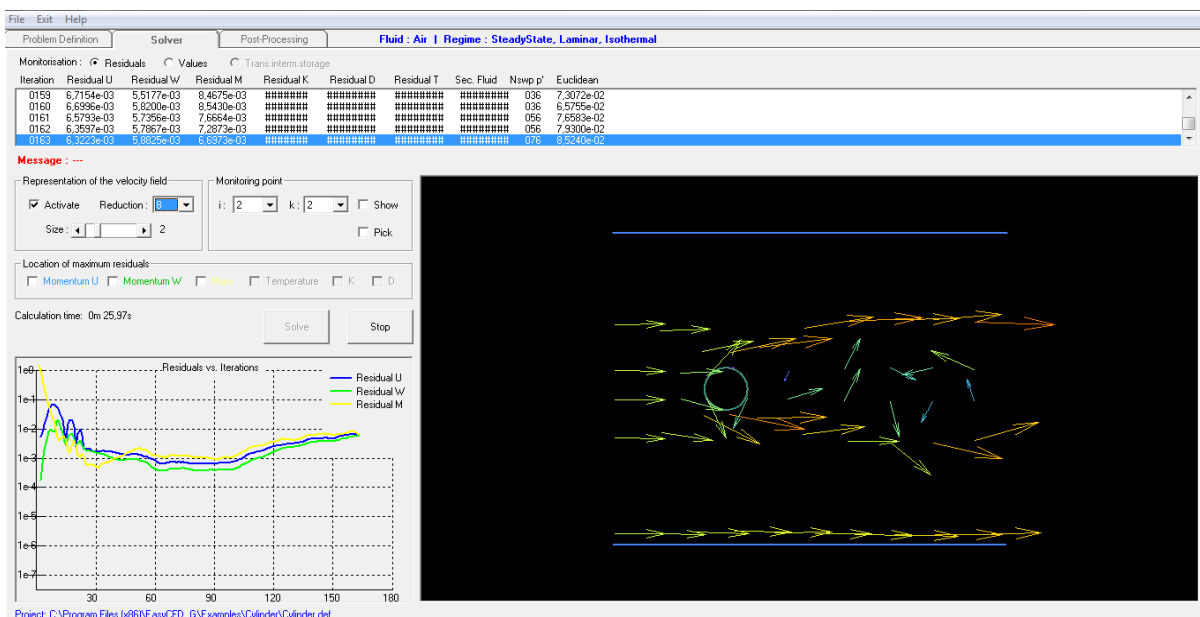 File Exit Help
Problem Definition Solver Post-Processing Fluid : Air | Regime : SteadyState, Laminar, Isothermal
Monitorisation : Residuals Values Trans.interm.storage
Iteration Residual U Residual W Residual M Residual K Residual D Residual T Sec. Fluid Nswp p' Euclidean
0159 6,7154e-03 5,5177e-03 8,4675e-03 ######## ######## ######## ######## 036 7,3072e-02
0160 6,6996e-03 5,8200e-03 8,5430e-03 ######## ######## ######## ######## 036 6,5755e-02
0161 6,5793e-03 5,7356e-03 7,6664e-03 ######## ######## ######## ######## 056 7,6583e-02
0162 6,3597e-03 5,7867e-03 7,2873e-03 ######## ######## ######## ######## 056 7,9300e-02
0163 6,3223e-03 5,8825e-03 6,6973e-03 ######## ######## ######## ######## 076 8,5240e-02
Message : ---
Representation of the velocity field Monitoring point
Activate Reduction : 8 i : 2 k : 2 Show
Size : 2 Pick
Location of maximum residuals
Momentum U Momentum W Mass Temperature K D
Calculation time: 0m 25,97s
Solve Stop
Residuals vs. Iterations
1e0 Residual U
Residual W
1e-1 Residual M
1e-2
1e-3
1e-4
1e-5
1e-6
1e-7
30 60 90 120 150 180
Project: C:\Program Files (x86)\EasyCFD_G\Examples\Cylinder\Cylinder.def